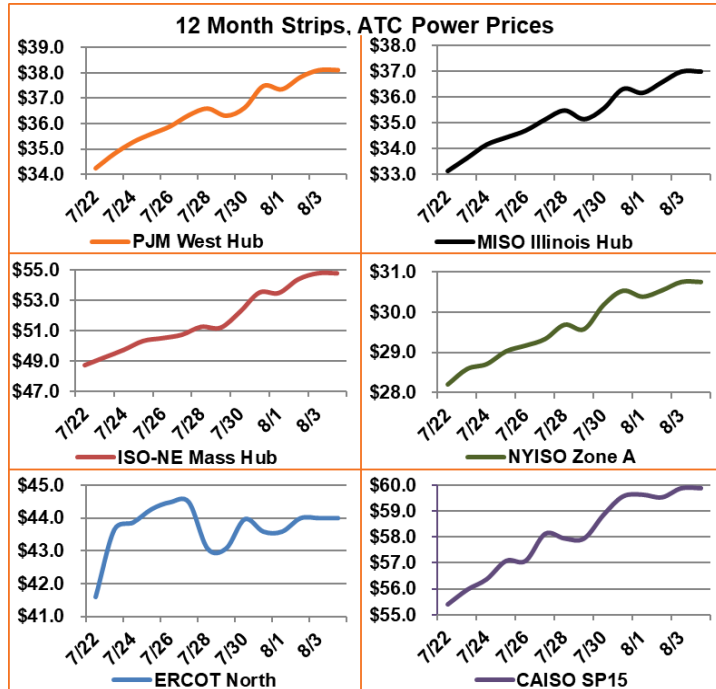 12 Month Strips, ATC Power Prices
$39.0
$38.0
$37.0
$36.0
$35.0
$34.0
7/22 7/24 7/26 7/28 7/30 8/1 8/3
PJM West Hub
$38.0
$37.0
$36.0
$35.0
$34.0
$33.0
7/22 7/24 7/26 7/28 7/30 8/1 8/3
MISO Illinois Hub
$55.0
$53.0
$51.0
$49.0
$47.0
7/22 7/24 7/26 7/28 7/30 8/1 8/3
ISO-NE Mass Hub
$31.0
$30.0
$29.0
$28.0
7/22 7/24 7/26 7/28 7/30 8/1 8/3
NYISO Zone A
$45.0
$44.0
$43.0
$42.0
$41.0
7/22 7/24 7/26 7/28 7/30 8/1 8/3
ERCOT North
$60.0
$59.0
$58.0
$57.0
$56.0
$55.0
7/22 7/24 7/26 7/28 7/30 8/1 8/3
CAISO SP15